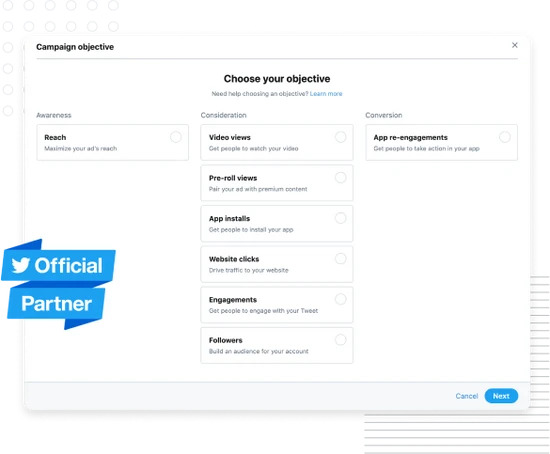 Campaign objective
Choose your objective
Need help choosing an objective? Learn more
Awareness
Reach
Maximize your ad's reach
Consideration
Video views
Get people to watch your video
Pre-roll views
Pair your ad with premium content
App installs
Get people to install your app
Website clicks
Drive traffic to your website
Engagements
Get people to engage with your Tweet
Followers
Build an audience for your account
Conversion
App re-engagements
Get people to take action in your app
Official
Partner
Cancel
Next